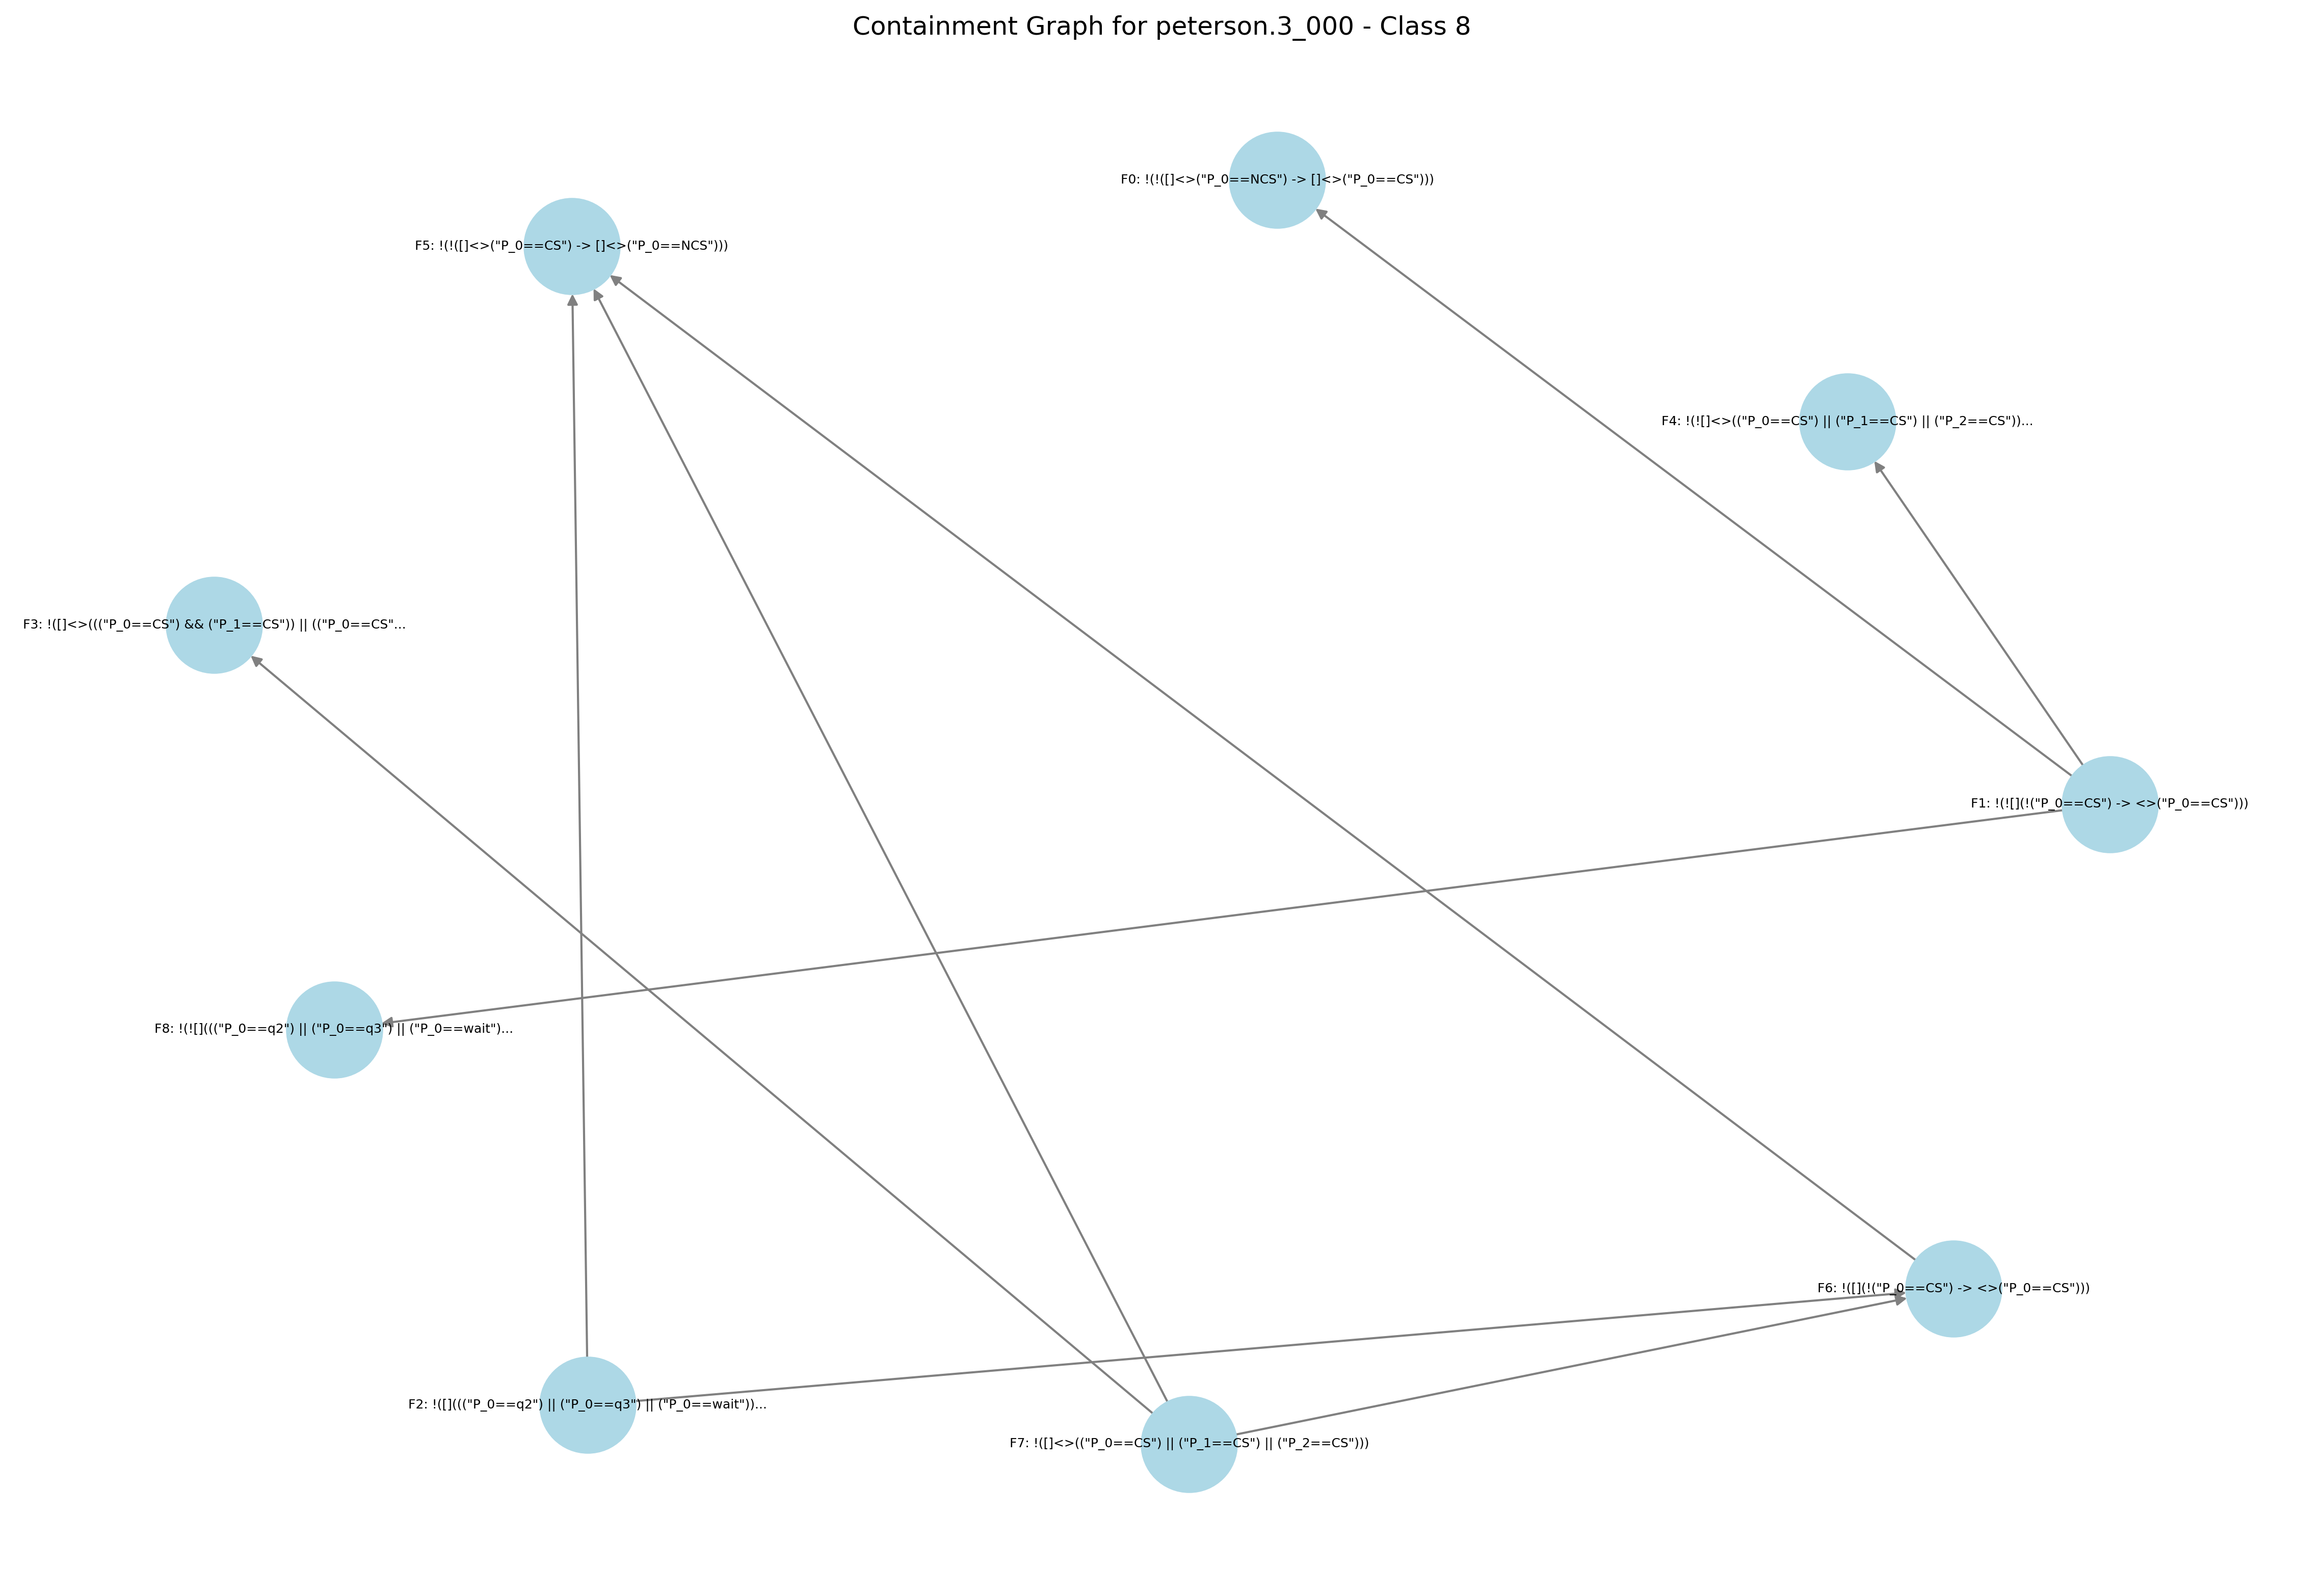 Containment Graph for peterson.3_000 - Class 8
F0: !(!([]<>("P_0==NCS") -> []<>("P_0==CS")))
F5: !(!([]<>("P_0==CS") -> []<>("P_0==NCS")))
F4: !(![]<>(("P_0==CS") || ("P_1==CS") || ("P_2==CS"))...
F3: !([]<>((("P_0==CS") && ("P_1==CS")) || (("P_0==CS"...
F1: !(![](!("P_0==CS") -> <>("P_0==CS")))
F8: !(![]((("P_0==q2") || ("P_0==q3") || ("P_0==wait")...
F6: !([](!("P_0==CS") -> <>("P_0==CS")))
F2: !([]((("P_0==q2") || ("P_0==q3") || ("P_0==wait"))...
F7: !([]<>(("P_0==CS") || ("P_1==CS") || ("P_2==CS")))